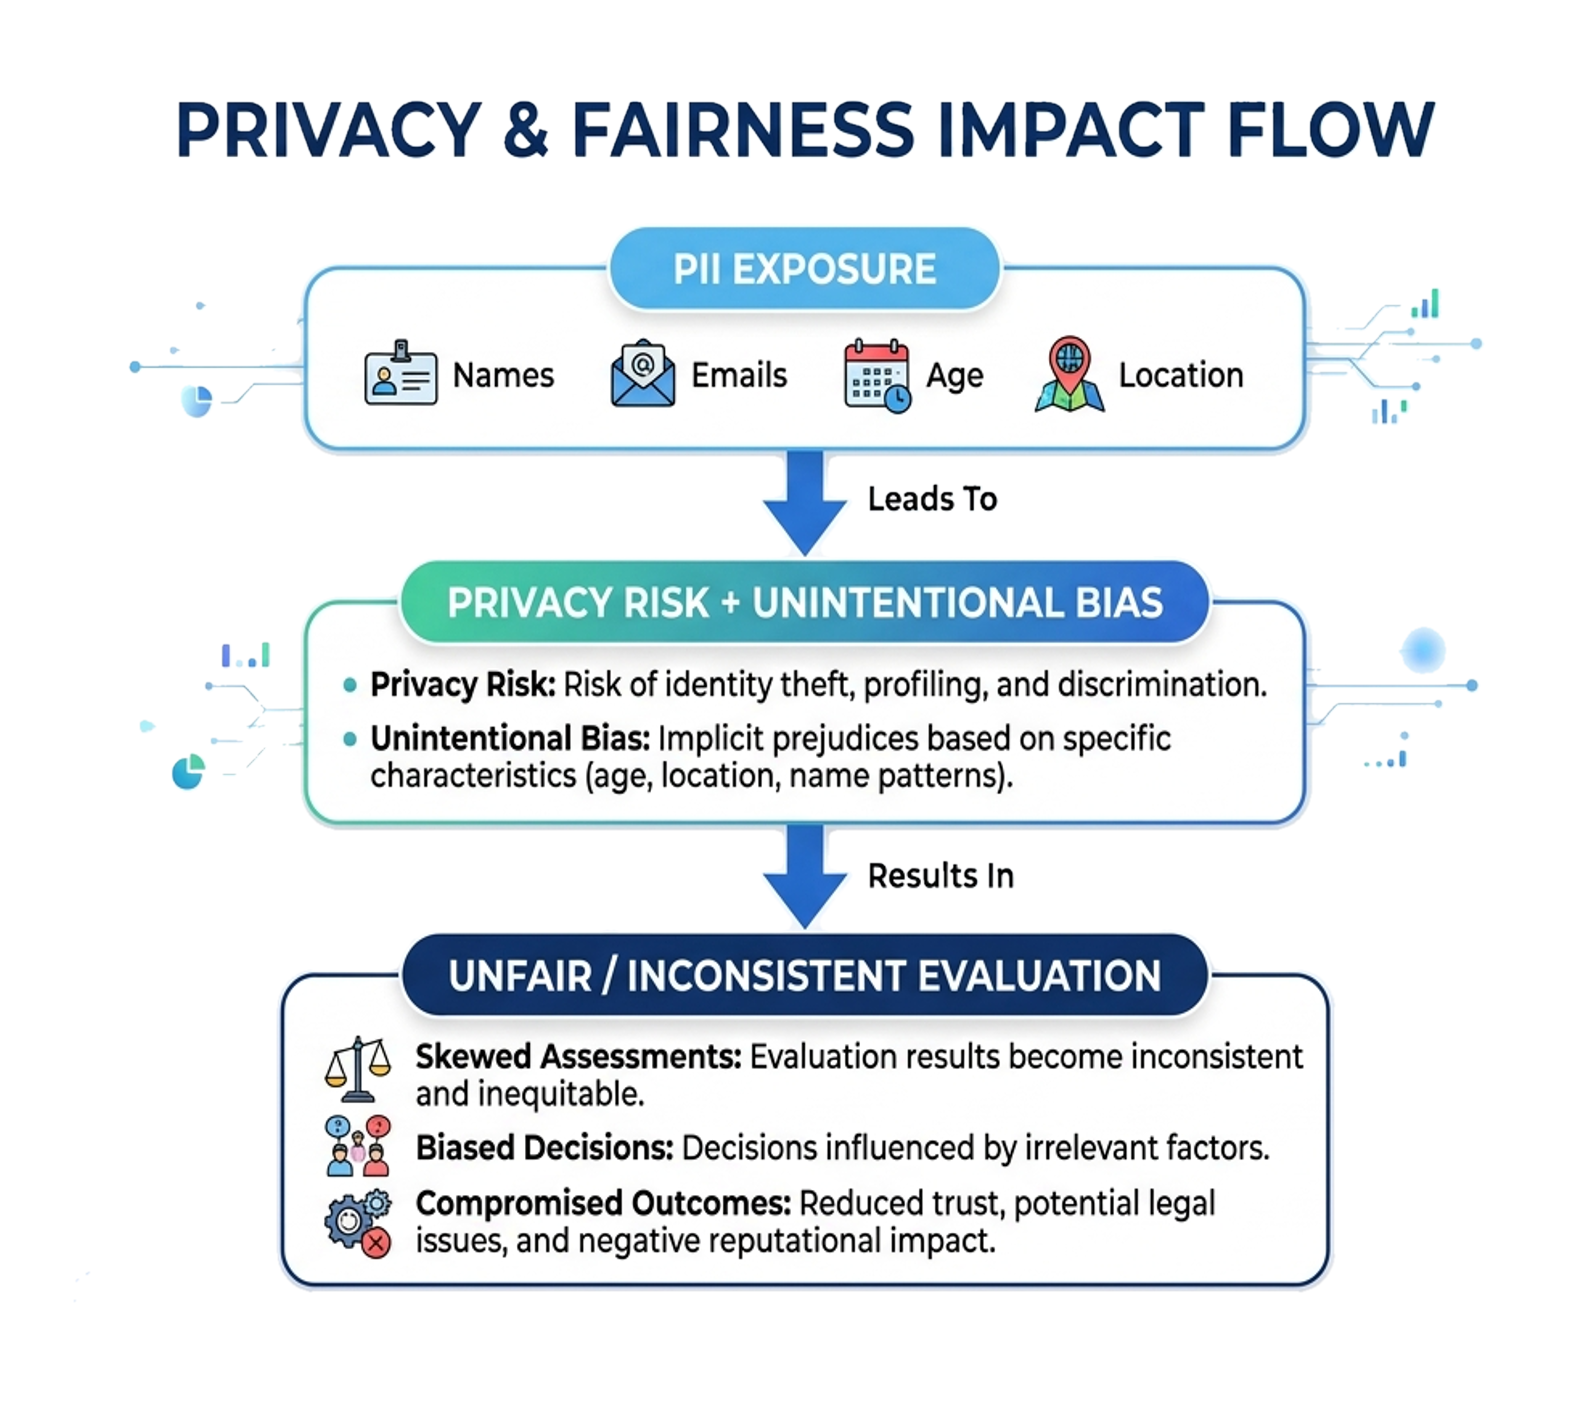 PRIVACY & FAIRNESS IMPACT FLOW
PII EXPOSURE
Names
Emails
Age
Location
Leads To
PRIVACY RISK + UNINTENTIONAL BIAS
• Privacy Risk: Risk of identity theft, profiling, and discrimination.
• Unintentional Bias: Implicit prejudices based on specific
characteristics (age, location, name patterns).
Results In
UNFAIR / INCONSISTENT EVALUATION
Skewed Assessments: Evaluation results become inconsistent
and inequitable.
Biased Decisions: Decisions influenced by irrelevant factors.
Compromised Outcomes: Reduced trust, potential legal
issues, and negative reputational impact.